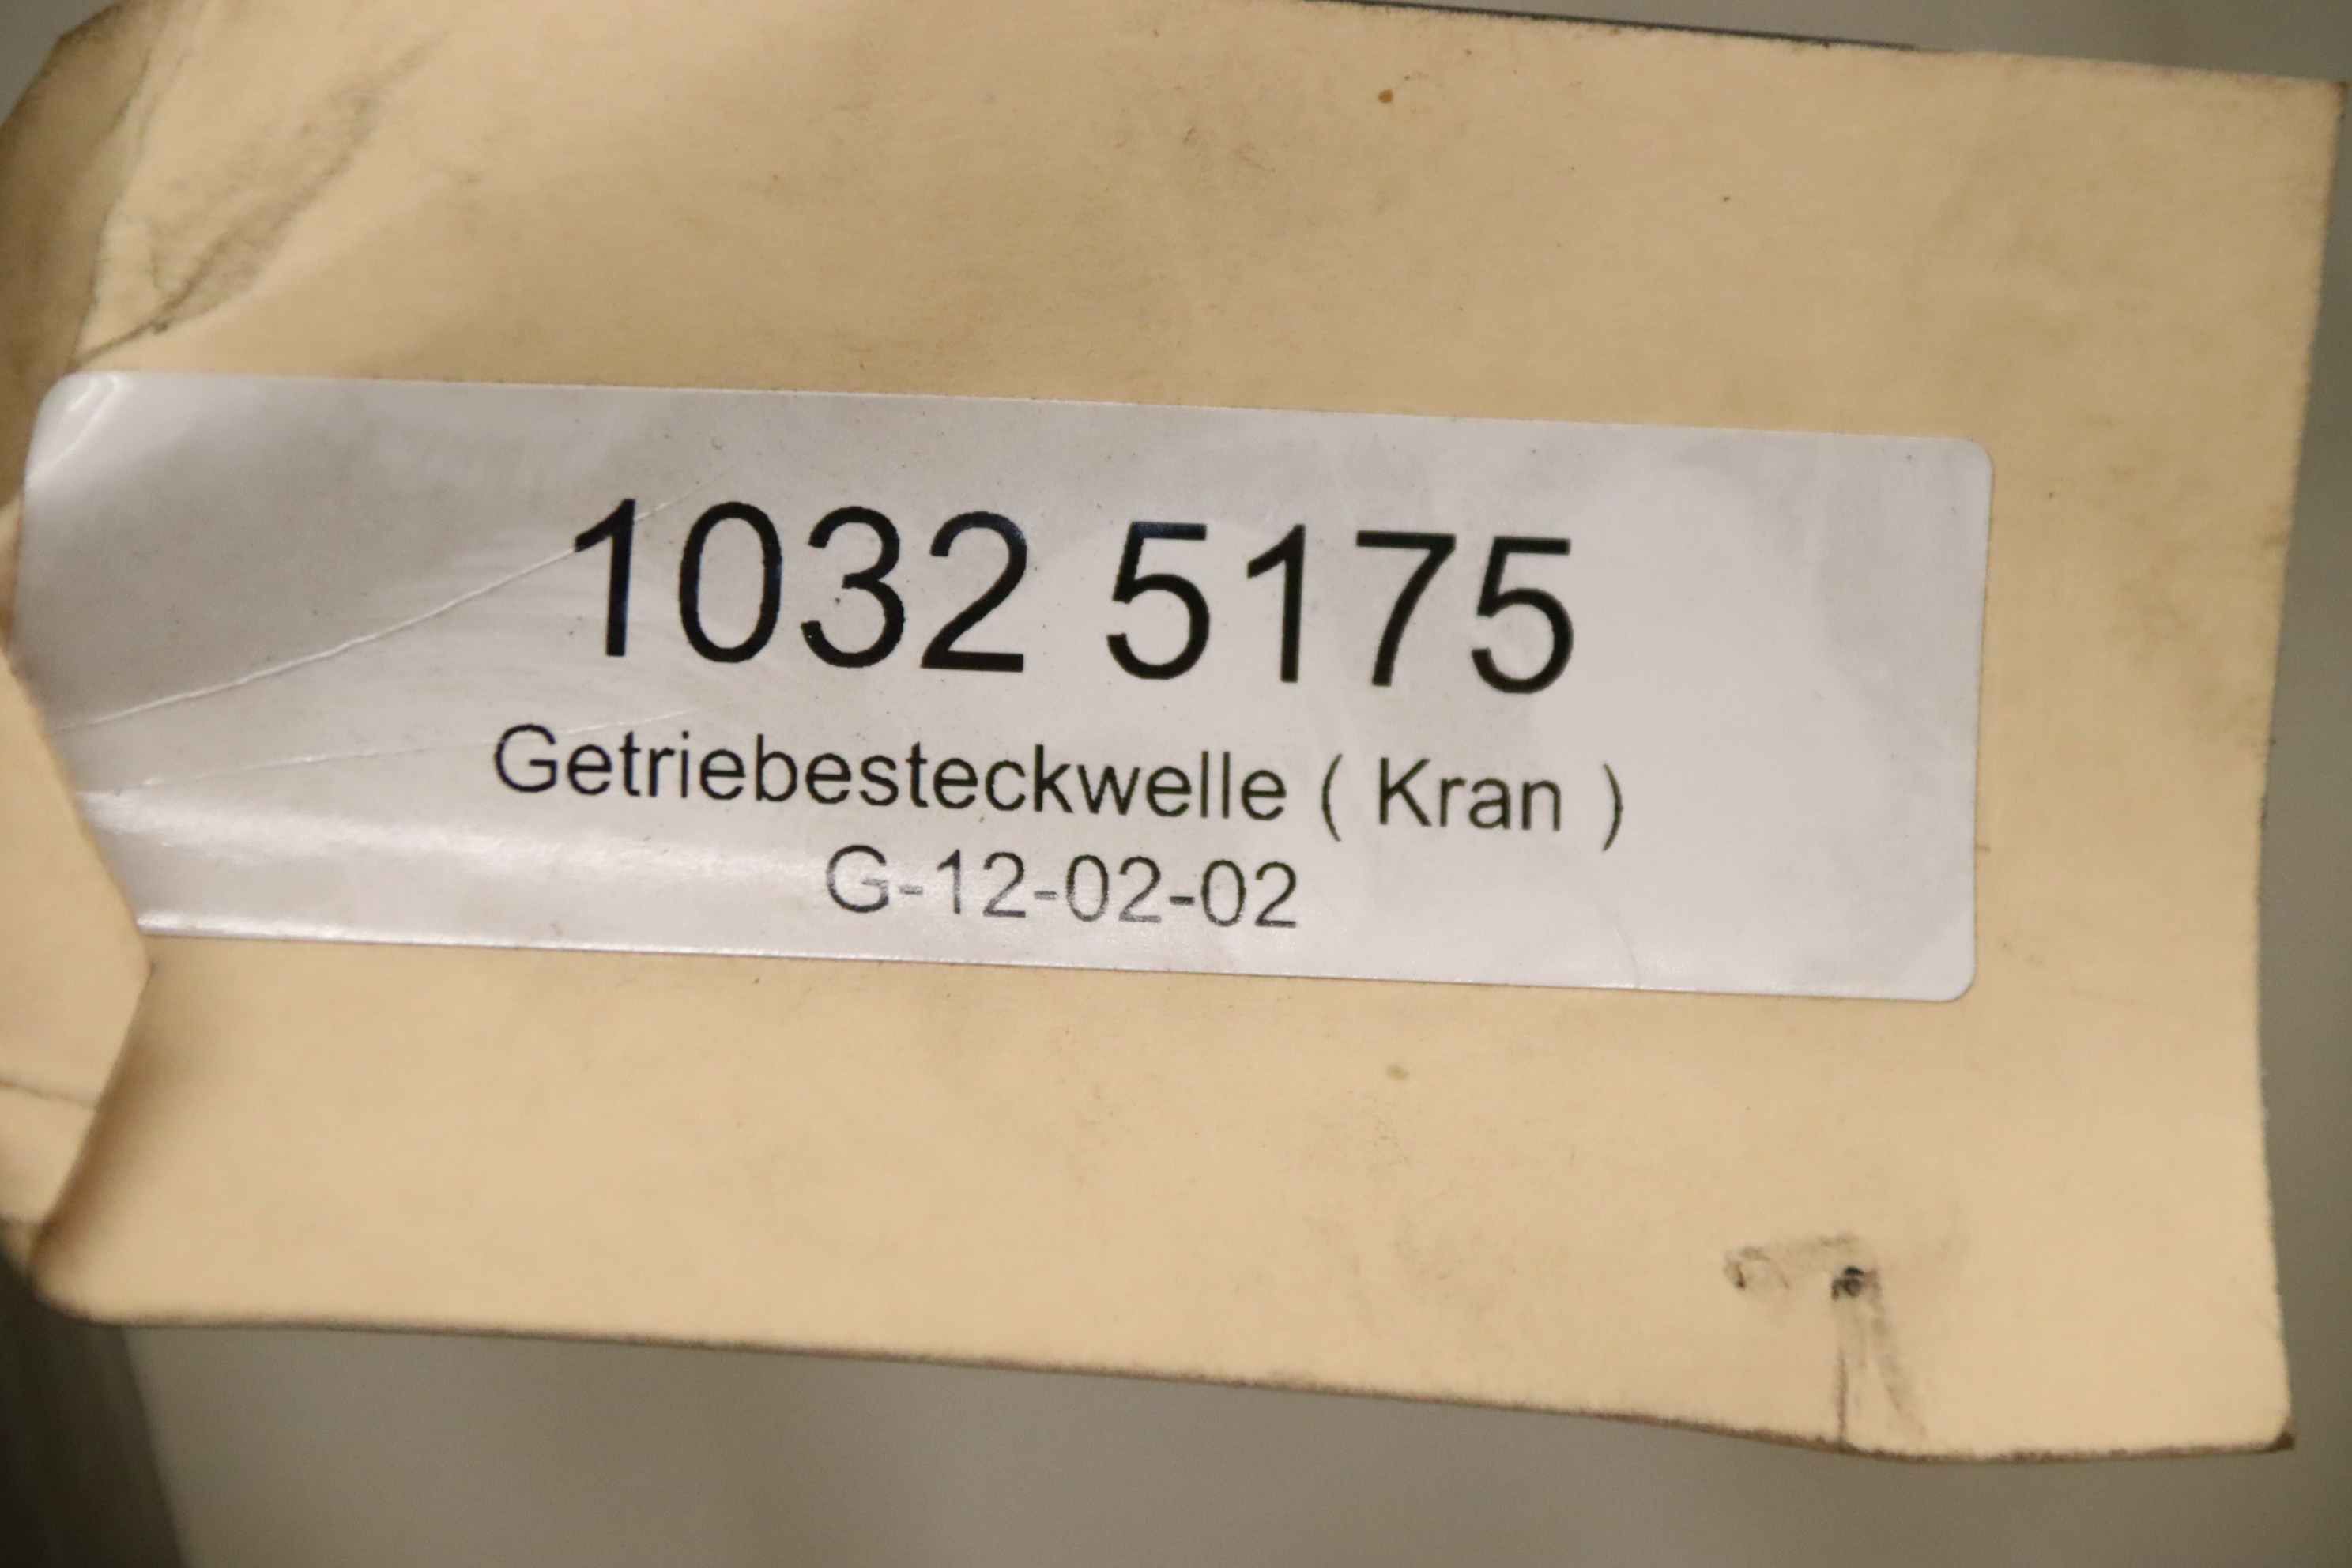 1032 5175
Getriebesteckwelle ( Kran )
G-12-02-02